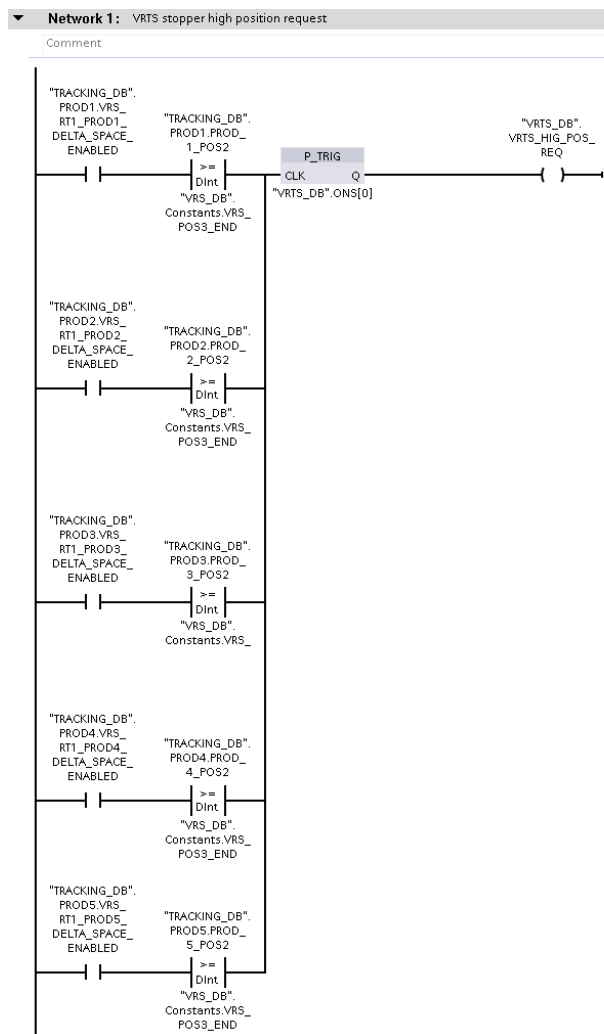 Network 1: VRTS stopper high position request
Comment
"TRACKING_DB".
PROD1.VRS_
RT1_PROD1_
DELTA_SPACE_
ENABLED
"TRACKING_DB".
PROD1.PROD_
1_POS2
>=
DInt
"VRS_DB".
Constants.VRS_
POS3_END
P_TRIG
CLK Q
"VRTS_DB".ONS[0]
"VRTS_DB".
VRTS_HIG_POS_
REQ
"TRACKING_DB".
PROD2.VRS_
RT1_PROD2_
DELTA_SPACE_
ENABLED
"TRACKING_DB".
PROD2.PROD_
2_POS2
>=
DInt
"VRS_DB".
Constants.VRS_
POS3_END
"TRACKING_DB".
PROD3.VRS_
RT1_PROD3_
DELTA_SPACE_
ENABLED
"TRACKING_DB".
PROD3.PROD_
3_POS2
>=
DInt
"VRS_DB".
Constants.VRS_
"TRACKING_DB".
PROD4.VRS_
RT1_PROD4_
DELTA_SPACE_
ENABLED
"TRACKING_DB".
PROD4.PROD_
4_POS2
>=
DInt
"VRS_DB".
Constants.VRS_
POS3_END
"TRACKING_DB".
PROD5.VRS_
RT1_PROD5_
DELTA_SPACE_
ENABLED
"TRACKING_DB".
PROD5.PROD_
5_POS2
>=
DInt
"VRS_DB".
Constants.VRS_
POS3_END